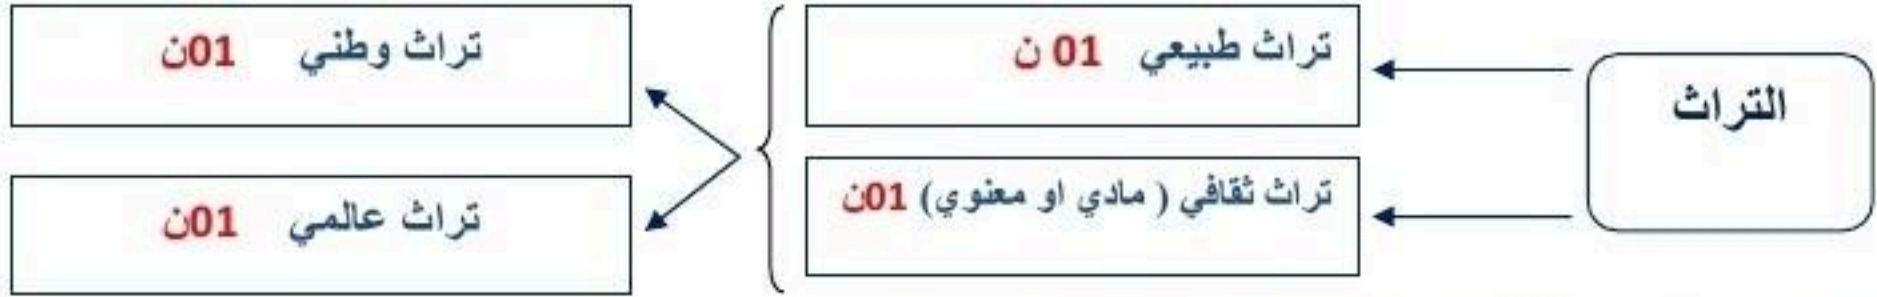 التراث
تراث طبيعي 01 ن
تراث ثقافي ( مادي او معنوي) 01ن
تراث وطني 01ن
تراث عالمي 01ن